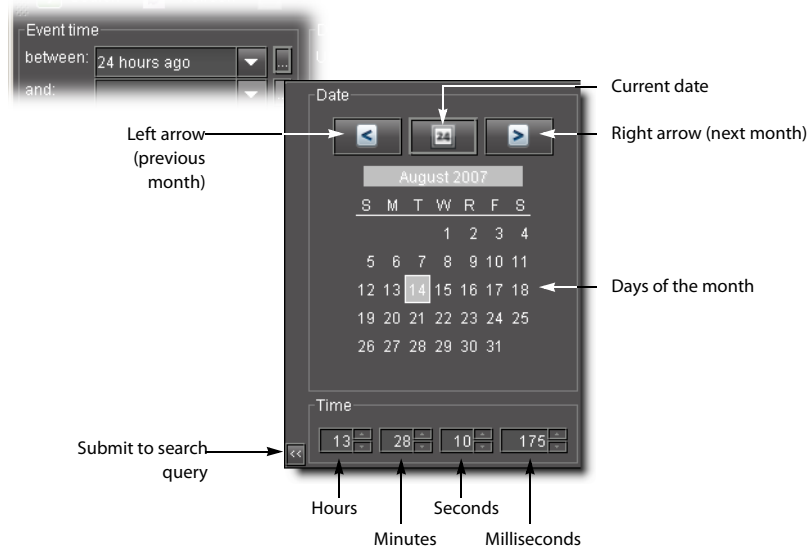 Event time
between: 24 hours ago ...
and:
Date
Current date
Left arrow
(previous
month)
<
24
>
Right arrow (next month)
August 2007
S M T W R F S
1 2 3 4
5 6 7 8 9 10 11
12 13 14 15 16 17 18
Days of the month
19 20 21 22 23 24 25
26 27 28 29 30 31
Time
13 28 10 175
Submit to search
query
<<
Hours
Seconds
Minutes
Milliseconds